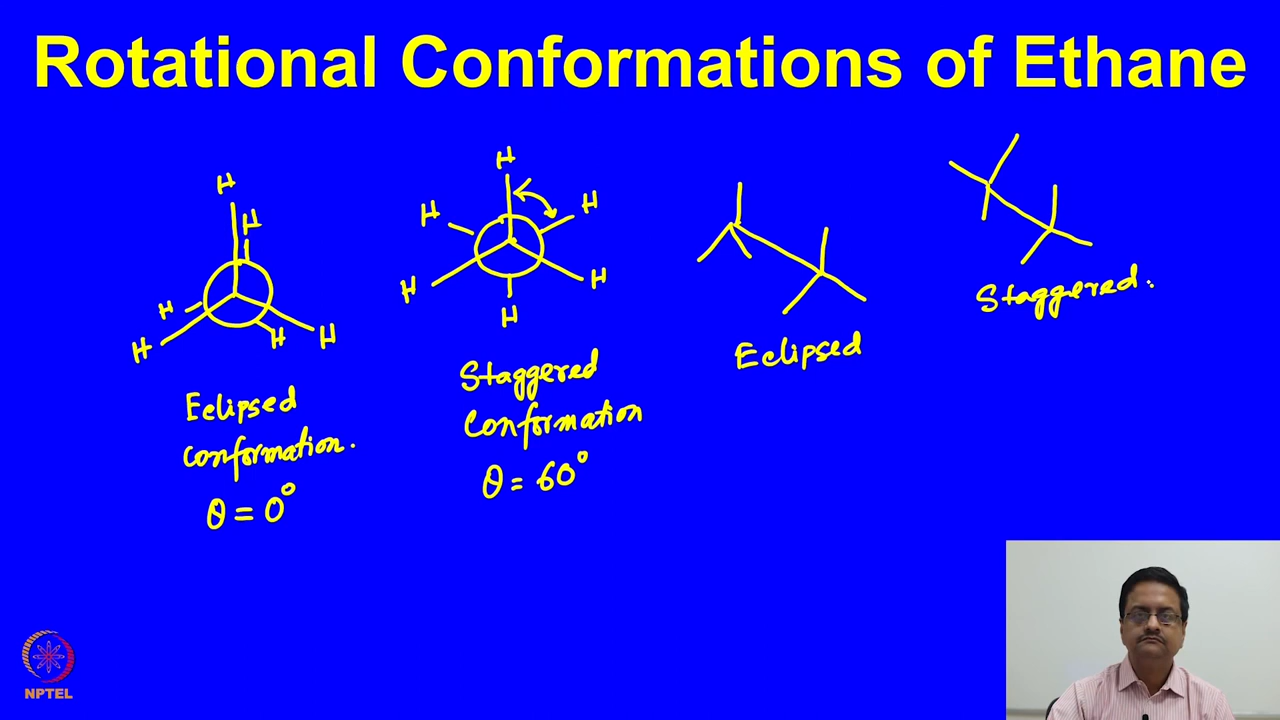 Rotational Conformations of Ethane
H
H
H
H
H
H
Eclipsed
conformation.
θ = 0°
H
H
H
H
H
H
Staggered
Conformation
θ = 60°
Eclipsed
Staggered.
NPTEL